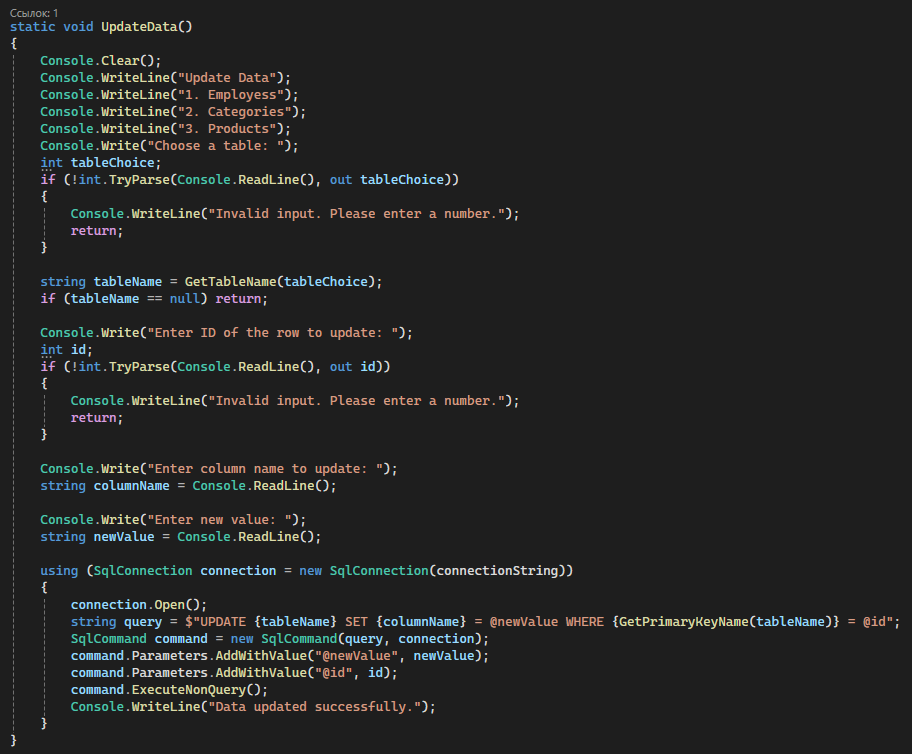 Ссылок: 1
static void UpdateData()
{
    Console.Clear();
    Console.WriteLine("Update Data");
    Console.WriteLine("1. Employess");
    Console.WriteLine("2. Categories");
    Console.WriteLine("3. Products");
    Console.Write("Choose a table: ");
    int tableChoice;
    if (!int.TryParse(Console.ReadLine(), out tableChoice))
    {
        Console.WriteLine("Invalid input. Please enter a number.");
        return;
    }

    string tableName = GetTableName(tableChoice);
    if (tableName == null) return;

    Console.Write("Enter ID of the row to update: ");
    int id;
    if (!int.TryParse(Console.ReadLine(), out id))
    {
        Console.WriteLine("Invalid input. Please enter a number.");
        return;
    }

    Console.Write("Enter column name to update: ");
    string columnName = Console.ReadLine();

    Console.Write("Enter new value: ");
    string newValue = Console.ReadLine();

    using (SqlConnection connection = new SqlConnection(connectionString))
    {
        connection.Open();
        string query = $"UPDATE {tableName} SET {columnName} = @newValue WHERE {GetPrimaryKeyName(tableName)} = @id";
        SqlCommand command = new SqlCommand(query, connection);
        command.Parameters.AddWithValue("@newValue", newValue);
        command.Parameters.AddWithValue("@id", id);
        command.ExecuteNonQuery();
        Console.WriteLine("Data updated successfully.");
    }
}